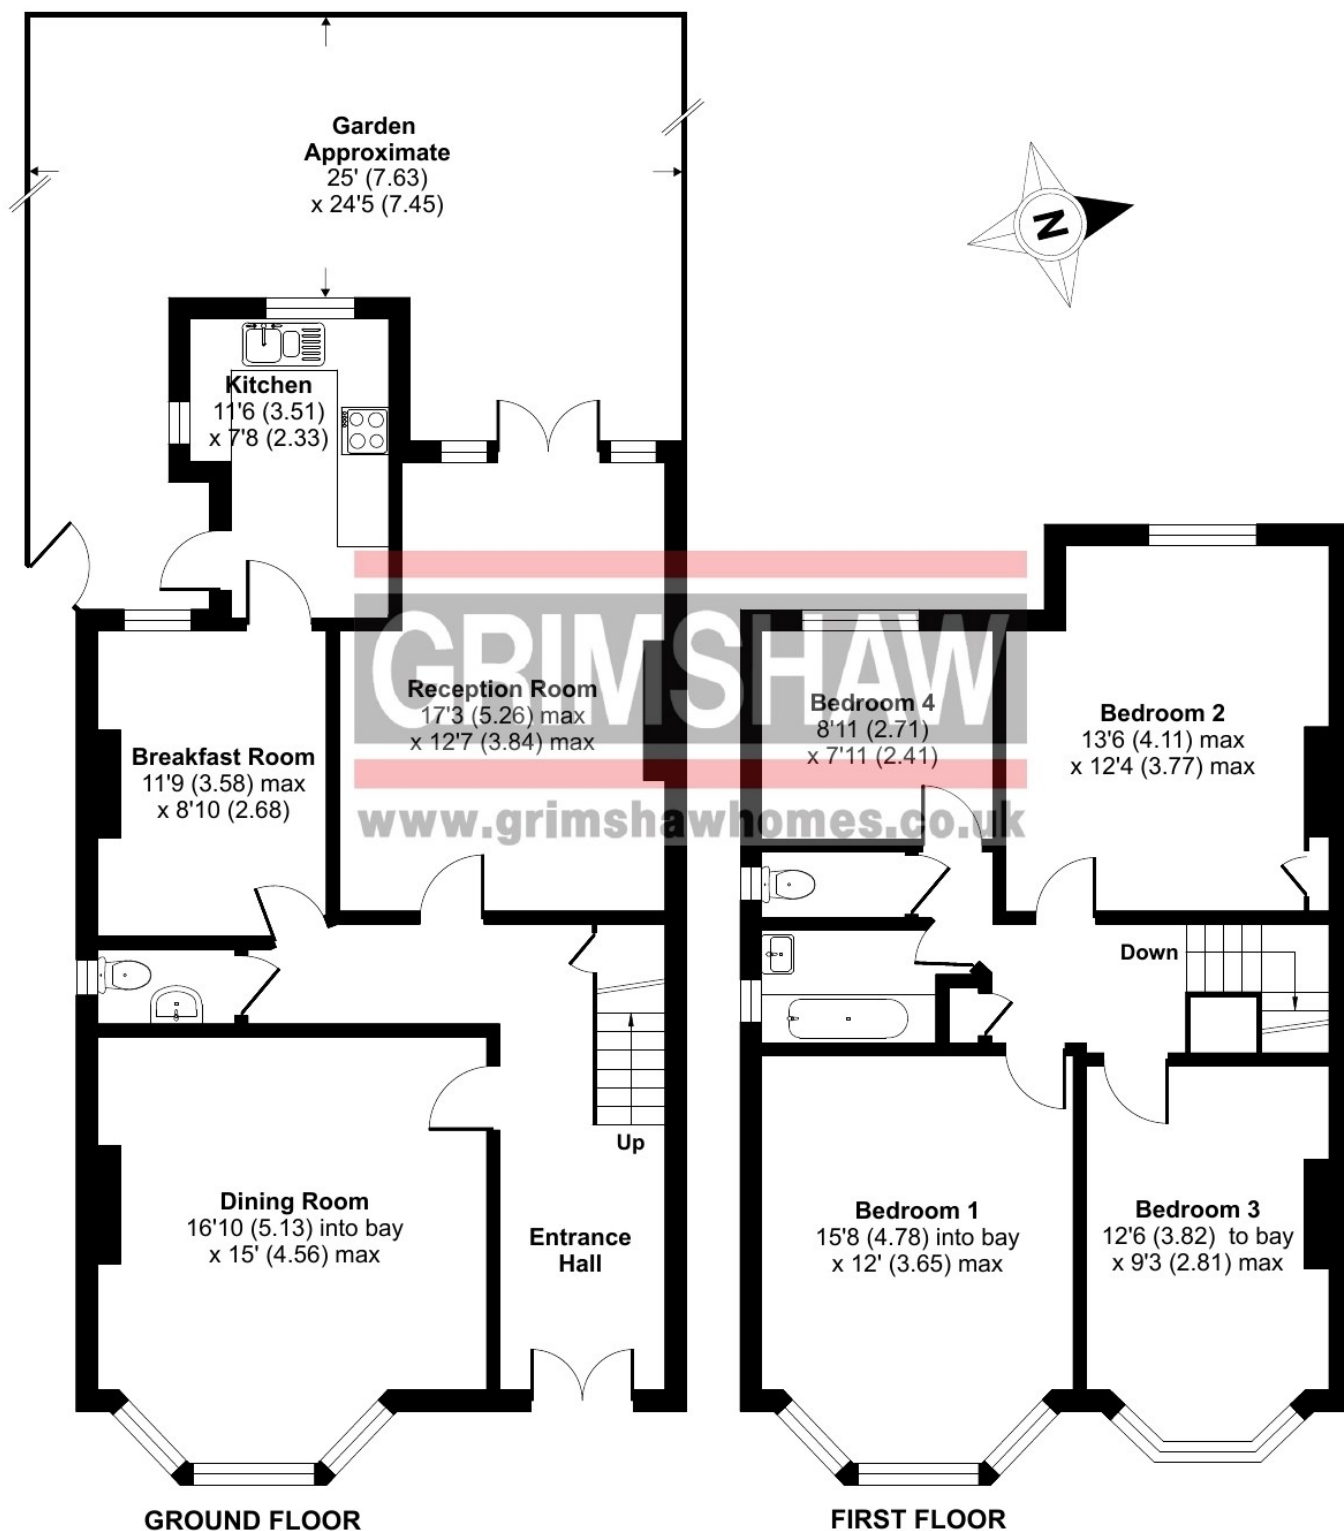 Garden
Approximate
25' (7.63)
x 24'5 (7.45)
N
Kitchen
11'6 (3.51)
x 7'8 (2.33)
GRIMSHAW
www.grimshawhomes.co.uk
Reception Room
17'3 (5.26) max
x 12'7 (3.84) max
Breakfast Room
11'9 (3.58) max
x 8'10 (2.68)
Up
Dining Room
16'10 (5.13) into bay
x 15' (4.56) max
Entrance
Hall
GROUND FLOOR
Bedroom 4
8'11 (2.71)
x 7'11 (2.41)
Bedroom 2
13'6 (4.11) max
x 12'4 (3.77) max
Down
Bedroom 1
15'8 (4.78) into bay
x 12' (3.65) max
Bedroom 3
12'6 (3.82) to bay
x 9'3 (2.81) max
FIRST FLOOR